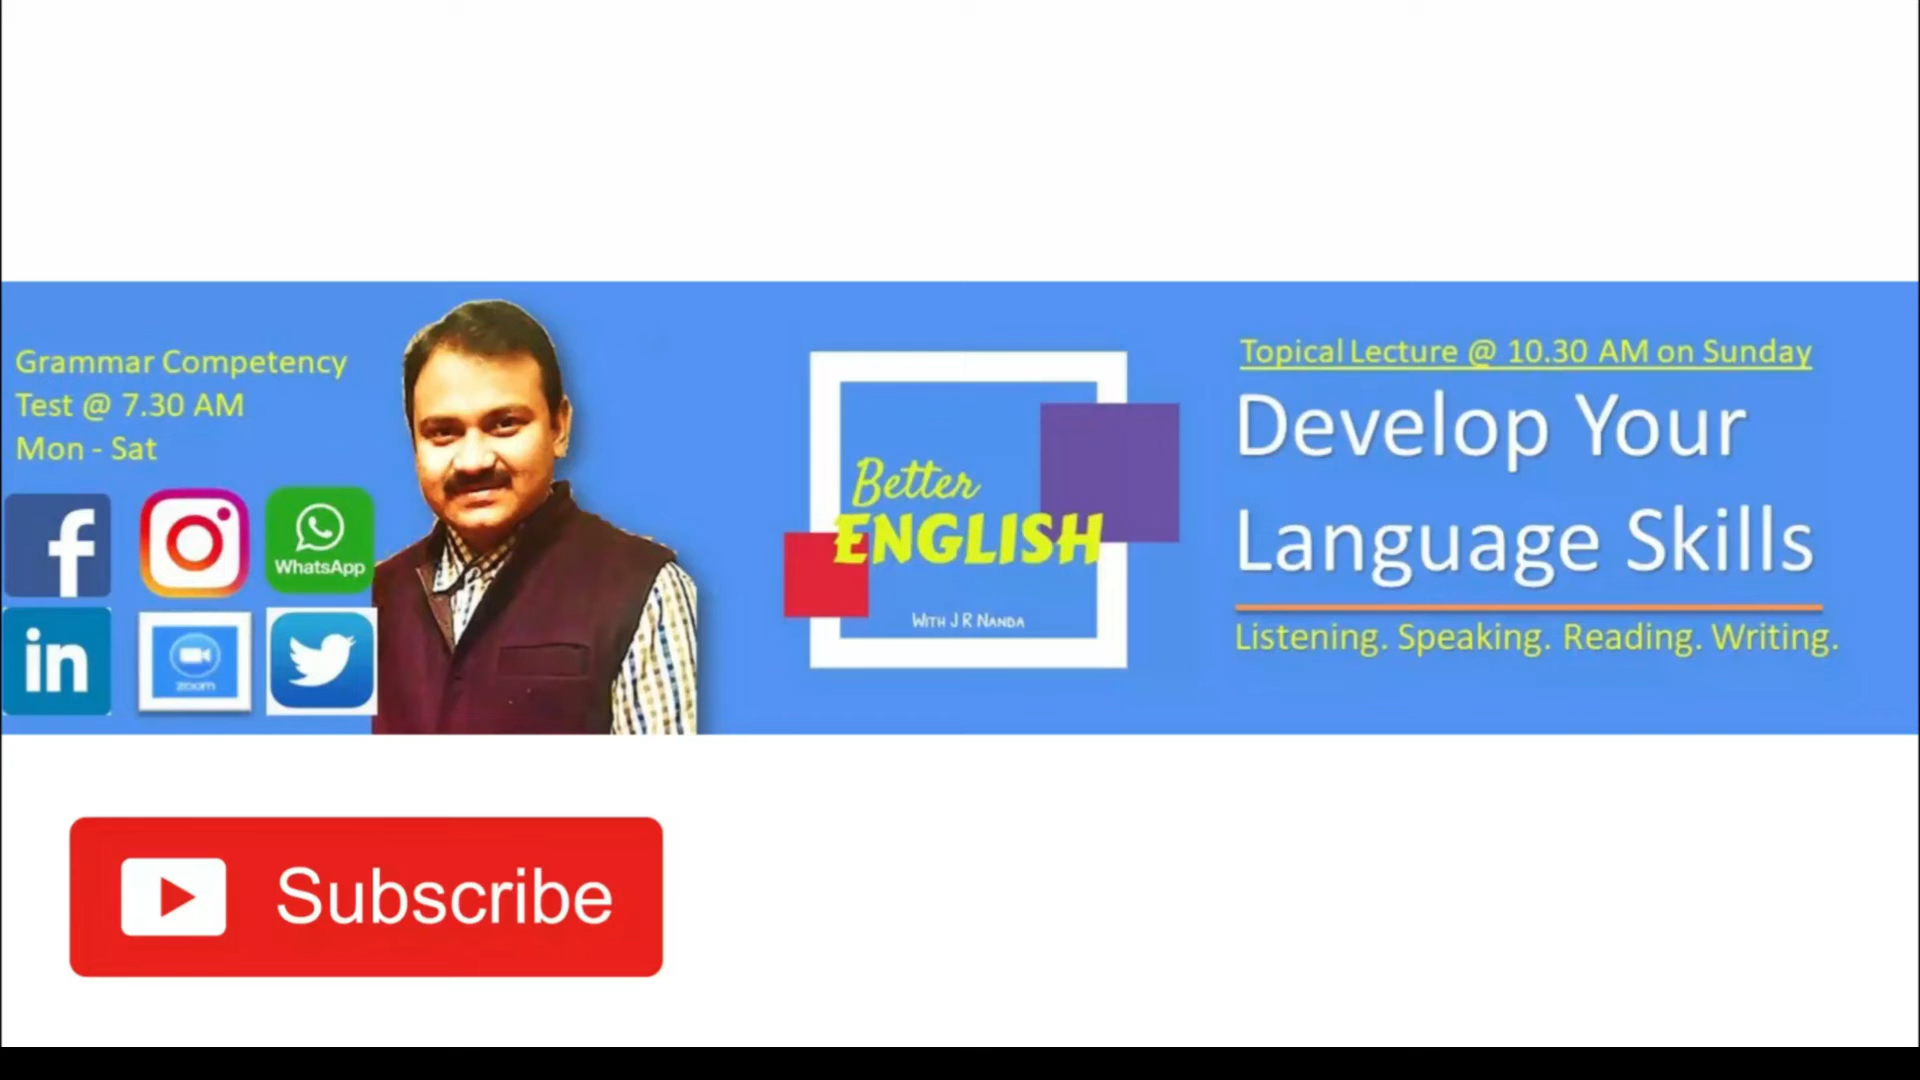 Grammar Competency
Test @ 7.30 AM
Mon - Sat
WhatsApp
zoom
Better
ENGLISH
WITH J R NANDA
Topical Lecture @ 10.30 AM on Sunday
Develop Your
Language Skills
Listening. Speaking. Reading. Writing.
Subscribe